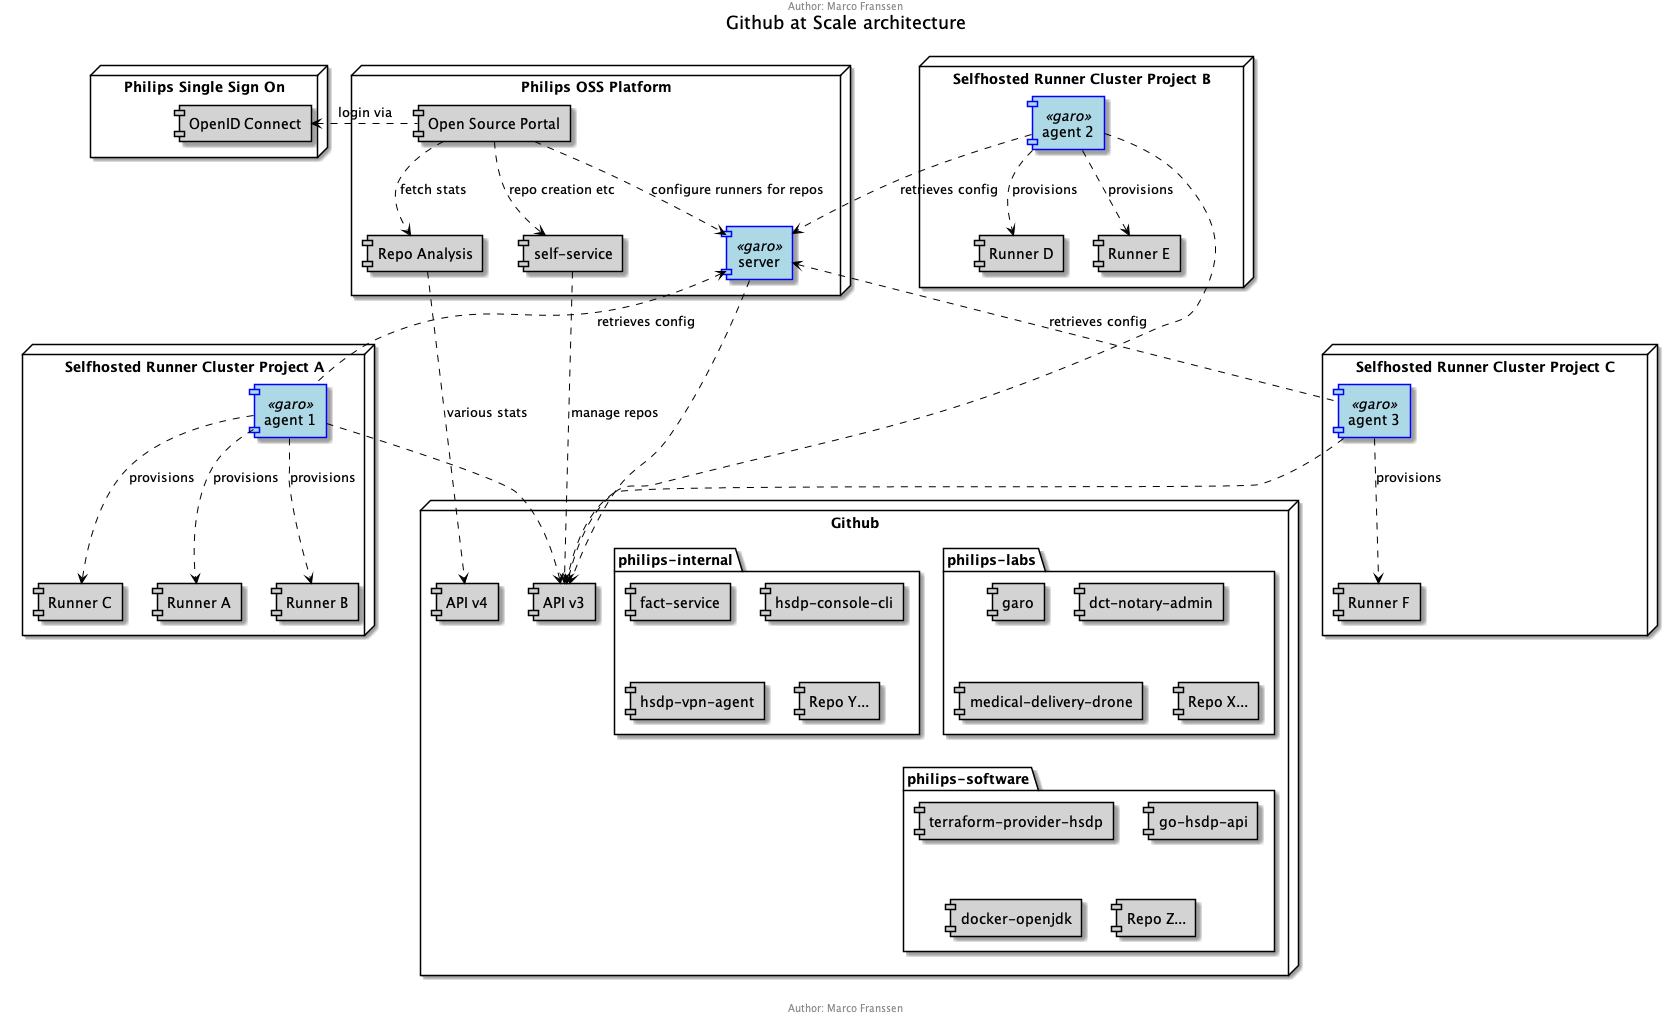 Author: Marco Franssen
Github at Scale architecture
Philips Single Sign On
OpenID Connect
login via
Philips OSS Platform
Open Source Portal
fetch stats
repo creation etc
configure runners for repos
Repo Analysis
self-service
«garo»
server
Selfhosted Runner Cluster Project B
«garo»
agent 2
retrieves config
provisions
provisions
Runner D
Runner E
retrieves config
retrieves config
Selfhosted Runner Cluster Project A
«garo»
agent 1
provisions
provisions
provisions
Runner C
Runner A
Runner B
various stats
manage repos
Selfhosted Runner Cluster Project C
«garo»
agent 3
provisions
Runner F
Github
API v4
API v3
philips-internal
fact-service
hsdp-console-cli
hsdp-vpn-agent
Repo Y...
philips-labs
garo
dct-notary-admin
medical-delivery-drone
Repo X...
philips-software
terraform-provider-hsdp
go-hsdp-api
docker-openjdk
Repo Z...
Author: Marco Franssen